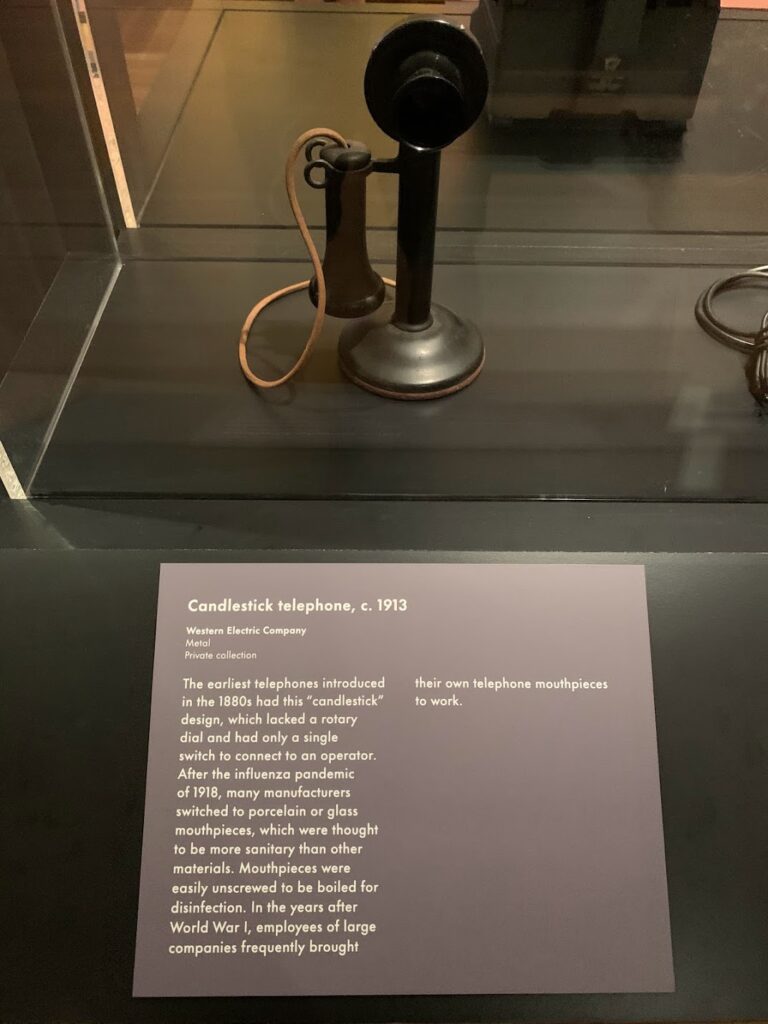 Candlestick telephone, c. 1913
Western Electric Company
Metal
Private collection
The earliest telephones introduced
in the 1880s had this “candlestick”
design, which lacked a rotary
dial and had only a single
switch to connect to an operator.
After the influenza pandemic
of 1918, many manufacturers
switched to porcelain or glass
mouthpieces, which were thought
to be more sanitary than other
materials. Mouthpieces were
easily unscrewed to be boiled for
disinfection. In the years after
World War I, employees of large
companies frequently brought
their own telephone mouthpieces
to work.